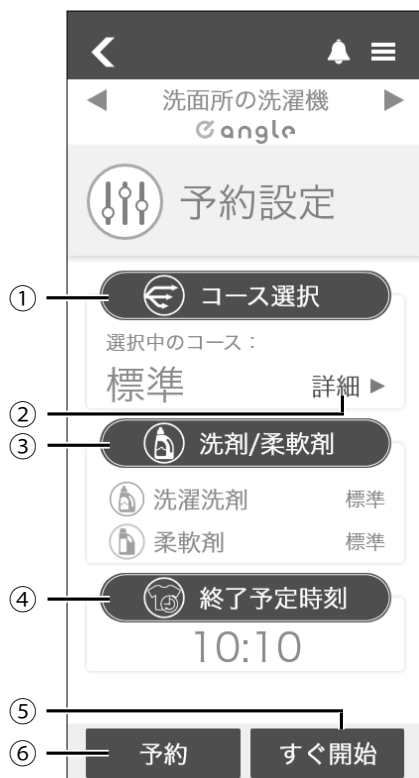 洗面所の洗濯機
angle
予約設定
① コース選択
選択中のコース：
標準 詳細
②
③ 洗剤/柔軟剤
洗濯洗剤 標準
柔軟剤 標準
④ 終了予定時刻
10:10
⑤
⑥ 予約 すぐ開始